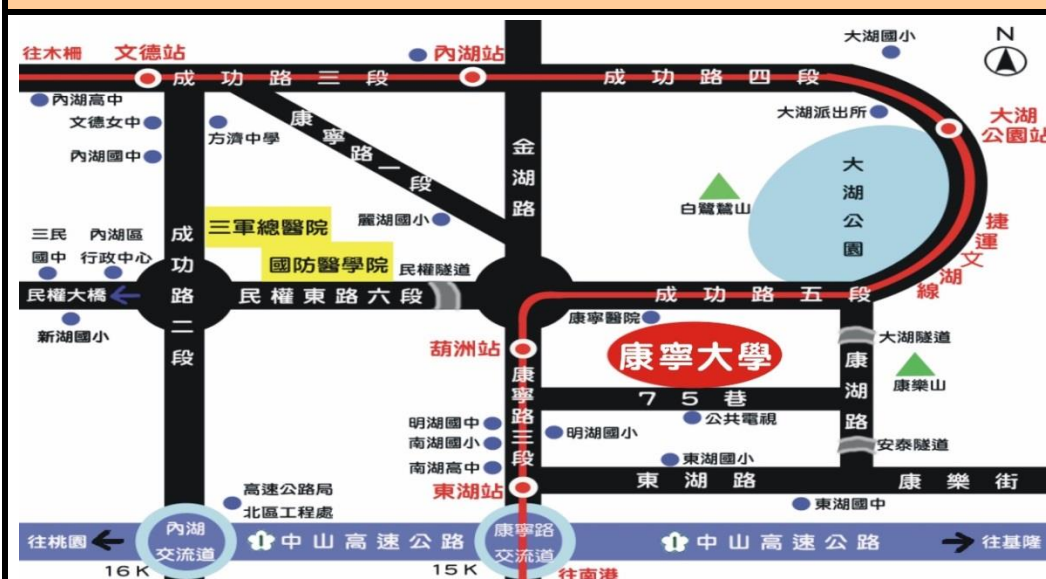 大湖國小
N
往木柵
文德站
內湖站
成功路三段
成功路四段
內湖高中
文德女中
方濟中學
內湖國中
康寧路一段
金湖路
大湖派出所
大湖
公園站
大湖公園
白鷺鷥山
麗湖國小
三軍總醫院
國防醫學院
民權隧道
捷運文湖線
三民
國中
內湖區
行政中心
成功路二段
民權大橋
民權東路六段
成功路五段
新湖國小
康寧醫院
葫洲站
康寧大學
大湖隧道
康湖路
康樂山
75巷
康寧路三段
公共電視
明湖國中
明湖國小
南湖國小
安泰隧道
南湖高中
東湖國小
東湖站
東湖路
康樂街
高速公路局
北區工程處
東湖國中
往桃園
內湖
交流道
1
中山高速公路
康寧路
交流道
1
中山高速公路
往基隆
16K
15K
往南港